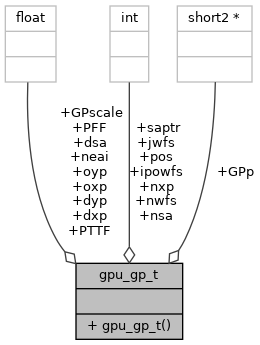 float
int
short2 *
+GPscale
+PFF
+dsa
+neai
+oyp
+oxp
+dyp
+dxp
+PTTF
+saptr
+jwfs
+pos
+ipowfs
+nxp
+nwfs
+nsa
+GPp
gpu_gp_t
+ gpu_gp_t()